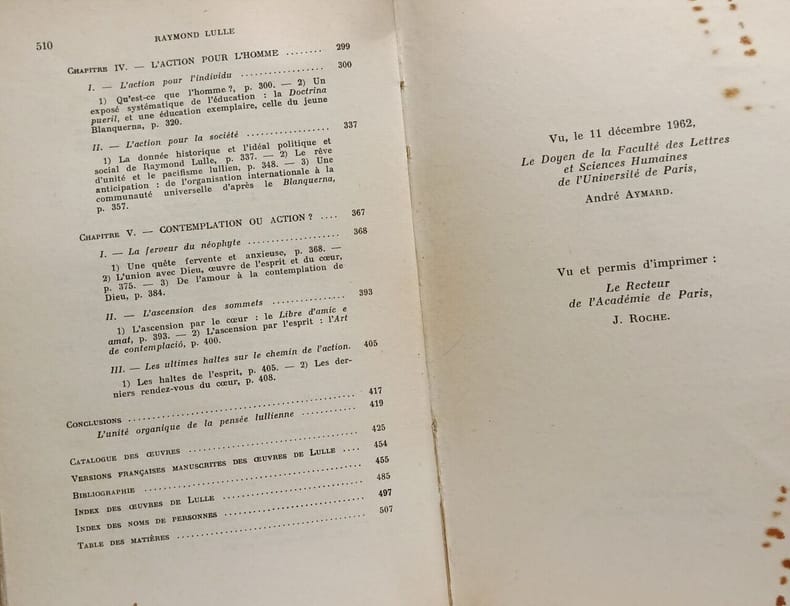 510
RAYMOND LULLE
CHAPITRE IV. — L'ACTION POUR L'HOMME ........ 299
I. — L'action pour l'individu ................ 300
1) Qu'est-ce que l'homme?, p. 300. — 2) Un
exposé systématique de l'éducation : la Doctrina
pueril, et une éducation exemplaire, celle du jeune
Blanquerna, p. 320.
II. — L'action pour la société ................ 337
1) La donnée historique et l'idéal politique et
social de Raymond Lulle, p. 337. — 2) Le rêve
d'unité et le pacifisme lullien, p. 348. — 3) Une
anticipation : de l'organisation internationale à la
communauté universelle d'après le Blanquerna,
p. 357.
CHAPITRE V. — CONTEMPLATION OU ACTION? .... 367
I. — La ferveur du néophyte ................ 368
1) Une quête fervente et anxieuse, p. 368. —
2) L'union avec Dieu, œuvre de l'esprit et du cœur,
p. 375. — 3) De l'amour à la contemplation de
Dieu, p. 384.
II. — L'ascension des sommets ............. 393
1) L'ascension par le cœur : le Libre d'amic e
amat, p. 393. — 2) L'ascension par l'esprit : l'Art
de contemplació, p. 400.
III. — Les ultimes haltes sur le chemin de l'action. 405
1) Les haltes de l'esprit, p. 405. — 2) Les der-
niers rendez-vous du cœur, p. 408.
CONCLUSIONS ........................................ 417
L'unité organique de la pensée lullienne ........... 419
CATALOGUE DES ŒUVRES ............................... 425
VERSIONS FRANÇAISES MANUSCRITES DES ŒUVRES DE LULLE .... 454
BIBLIOGRAPHIE ...................................... 455
INDEX DES ŒUVRES DE LULLE .......................... 485
INDEX DES NOMS DE PERSONNES ........................ 497
TABLE DES MATIÈRES ................................. 507
Vu, le 11 décembre 1962,
Le Doyen de la Faculté des Lettres
et Sciences Humaines
de l'Université de Paris,
André AYMARD.
Vu et permis d'imprimer :
Le Recteur
de l'Académie de Paris,
J. ROCHE.